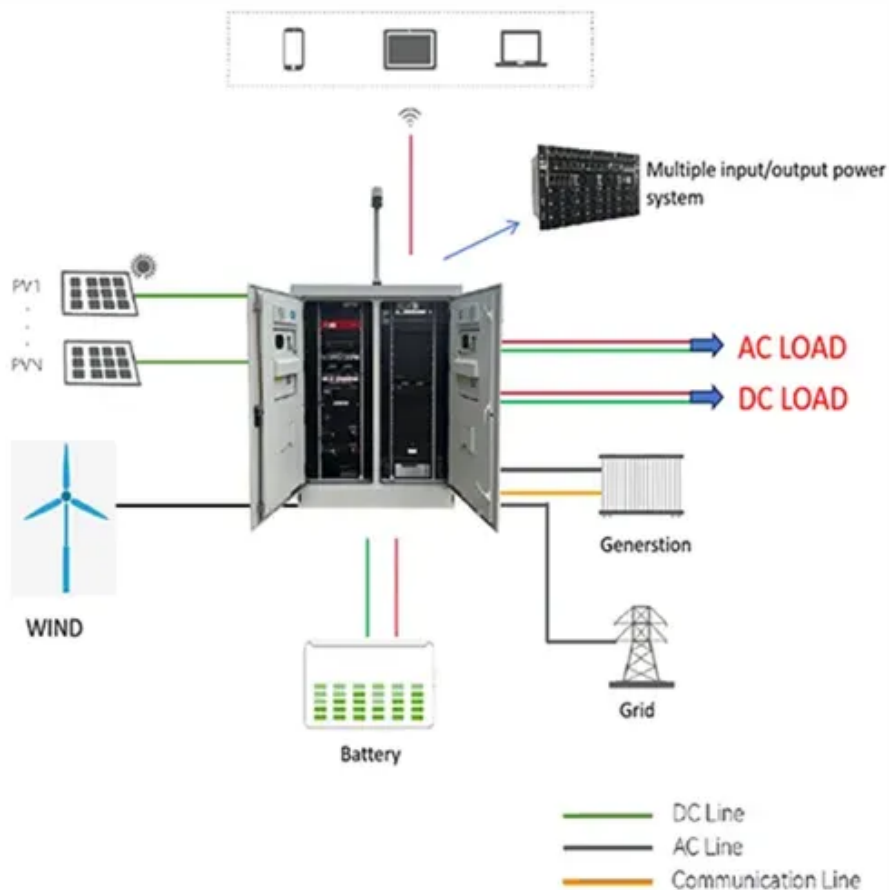 Multiple input/output power
system
PV1
PVN
AC LOAD
DC LOAD
WIND
Generstion
Grid
Battery
DC Line
AC Line
Communication Line